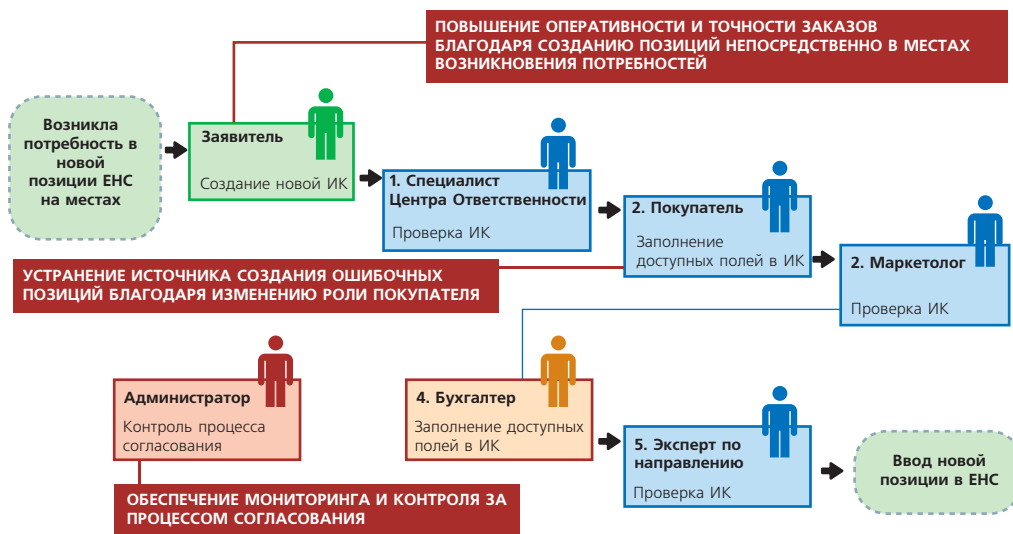 ПОВЫШЕНИЕ ОПЕРАТИВНОСТИ И ТОЧНОСТИ ЗАКАЗОВ
БЛАГОДАРЯ СОЗДАНИЮ ПОЗИЦИЙ НЕПОСРЕДСТВЕННО В МЕСТАХ
ВОЗНИКНОВЕНИЯ ПОТРЕБНОСТЕЙ
Возникла
потребность в
новой
позиции ЕНС
на местах
Заявитель
Создание новой ИК
1. Специалист
Центра Ответственности
Проверка ИК
2. Покупатель
Заполнение
доступных полей в ИК
2. Маркетолог
Проверка ИК
УСТРАНЕНИЕ ИСТОЧНИКА СОЗДАНИЯ ОШИБОЧНЫХ
ПОЗИЦИЙ БЛАГОДАРЯ ИЗМЕНЕНИЮ РОЛИ ПОКУПАТЕЛЯ
Администратор
Контроль процесса
согласования
4. Бухгалтер
Заполнение доступных
полей в ИК
5. Эксперт по
направлению
Проверка ИК
Ввод новой
позиции в ЕНС
ОБЕСПЕЧЕНИЕ МОНИТОРИНГА И КОНТРОЛЯ ЗА
ПРОЦЕССОМ СОГЛАСОВАНИЯ